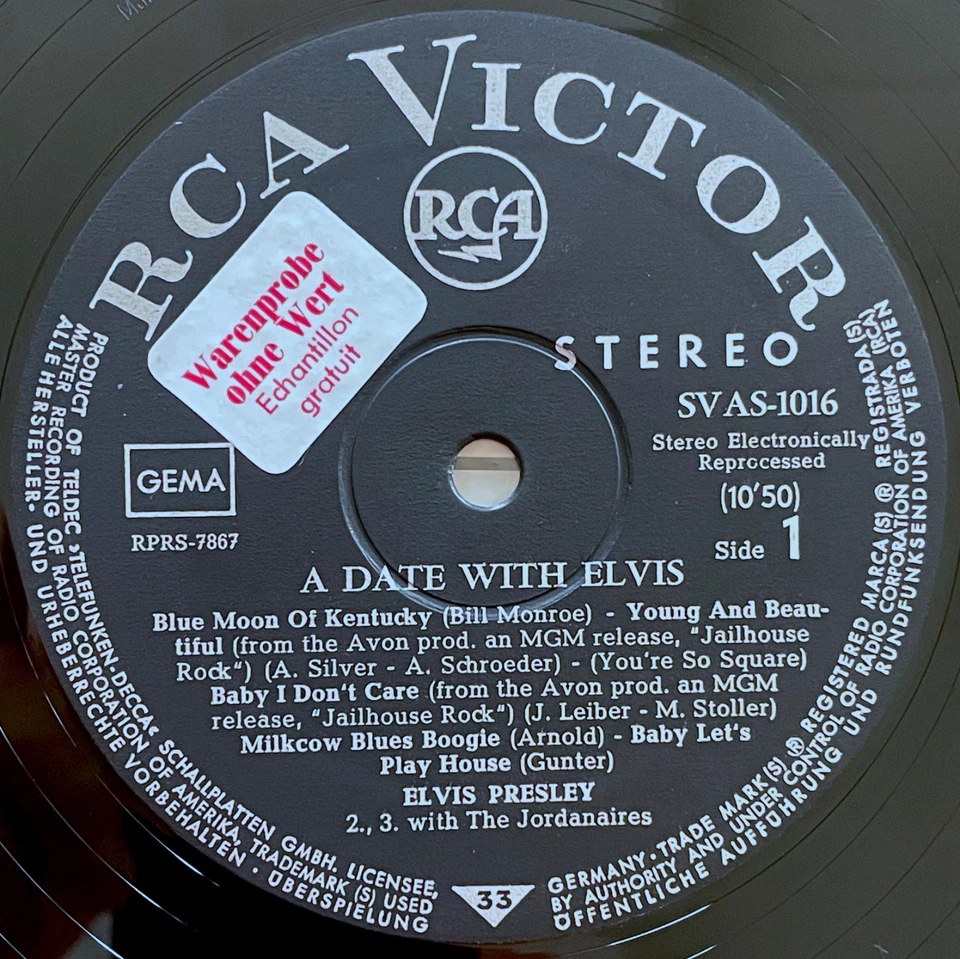 RCA VICTOR
RCA
Warenprobe
ohne Wert
Echantillon
gratuit
STEREO
SVAS-1016
Stereo Electronically
Reprocessed
(10'50)
Side 1
GEMA
RPRS-7867
A DATE WITH ELVIS
Blue Moon Of Kentucky (Bill Monroe) - Young And Beau-
tiful (from the Avon prod. an MGM release, "Jailhouse
Rock") (A. Silver - A. Schroeder) - (You're So Square)
Baby I Don't Care (from the Avon prod. an MGM
release, "Jailhouse Rock") (J. Leiber - M. Stoller)
Milkcow Blues Boogie (Arnold) - Baby Let's
Play House (Gunter)
ELVIS PRESLEY
2., 3. with The Jordanaires
33
PRODUCT OF TELDEC »TELEFUNKEN-DECCA« SCHALLPLATTEN GMBH, LICENSEE,
MASTER RECORDING OF RADIO CORPORATION OF AMERIKA, TRADEMARK (S) USED
ALLE HERSTELLER- UND URHEBERRECHTE VORBEHALTEN · ÜBERSPIELUNG
GERMANY · TRADE MARK(S) ® REGISTERED MARCA(S) ® REGISTRADA(S)
BY AUTHORITY AND UNDER CONTROL OF RADIO CORPORATION OF AMERIKA (RCA)
ÖFFENTLICHE AUFFÜHRUNG UND RUNDFUNKSENDUNG VERBOTEN